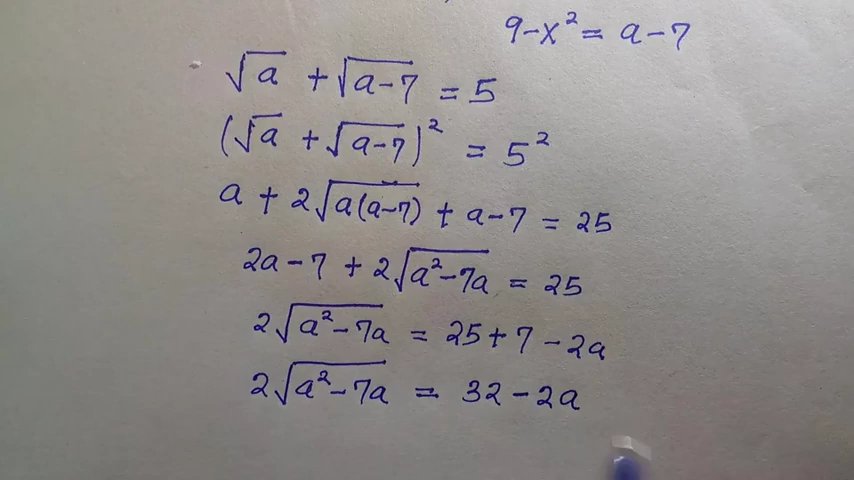 9-x² = a-7
√a + √(a-7) = 5
(√a + √(a-7))² = 5²
a + 2√(a(a-7)) + a-7 = 25
2a-7 + 2√(a²-7a) = 25
2√(a²-7a) = 25+7-2a
2√(a²-7a) = 32-2a